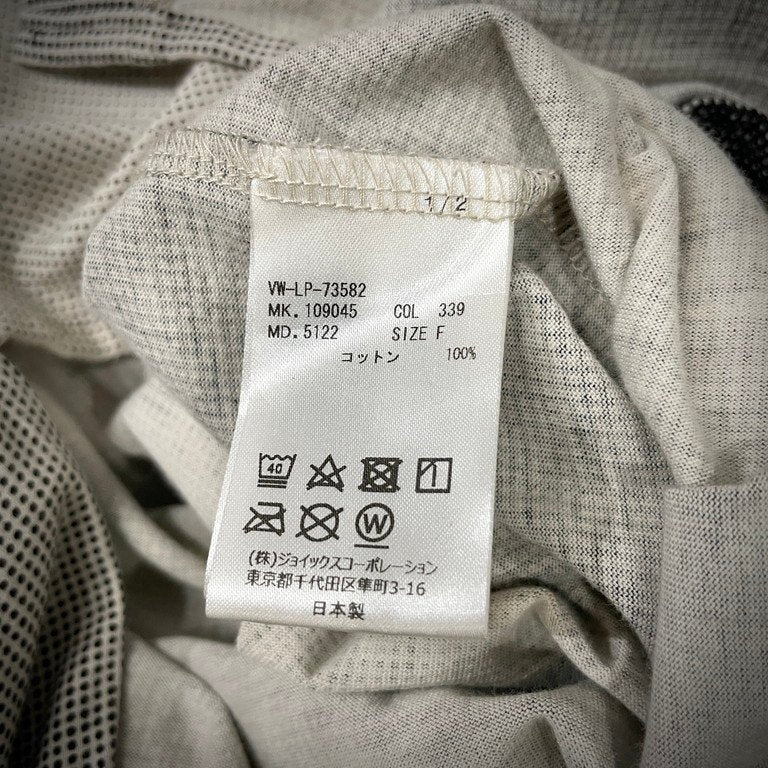 1/2
VW-LP-73582
MK.109045 COL 339
MD.5122 SIZE F
コットン 100%
40
W
(株)ジョイックスコーポレーション
東京都千代田区隼町3-16
日本製